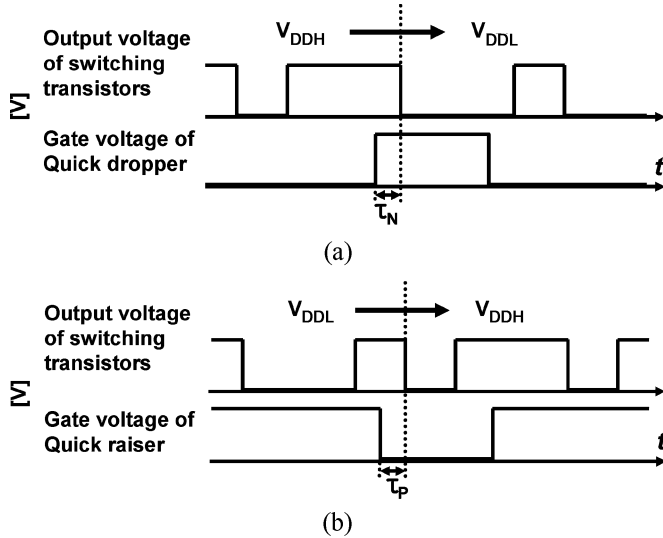 Output voltage
of switching
transistors
V_DDH
V_DDL
[V]
Gate voltage of
Quick dropper
t
τ_N
(a)
Output voltage
of switching
transistors
V_DDL
V_DDH
[V]
Gate voltage of
Quick raiser
t
τ_P
(b)